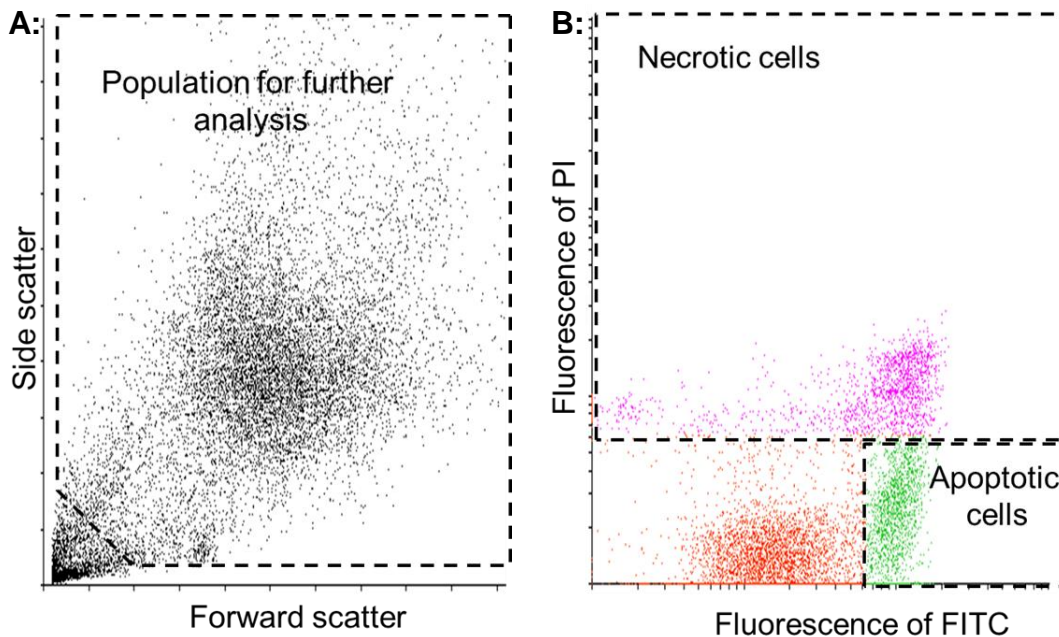 A:
Population for further
analysis
Side scatter
Forward scatter
B:
Necrotic cells
Fluorescence of PI
Apoptotic
cells
Fluorescence of FITC